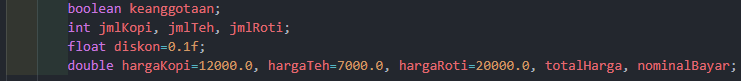 boolean keanggotaan;
int jmlKopi, jmlTeh, jmlRoti;
float diskon=0.1f;
double hargaKopi=12000.0, hargaTeh=7000.0, hargaRoti=20000.0, totalHarga, nominalBayar;